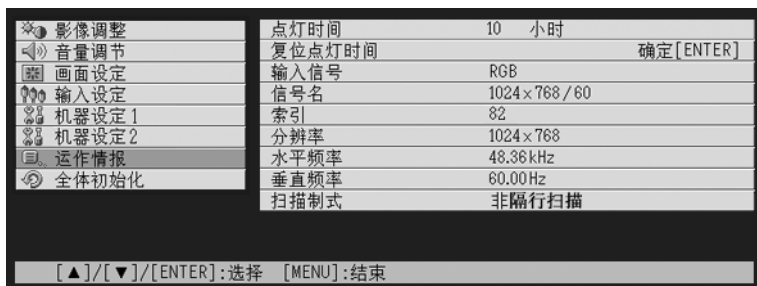 影像调整
音量调节
画面设定
输入设定
机器设定1
机器设定2
运作情报
全体初始化
点灯时间 10 小时
复位点灯时间 确定[ENTER]
输入信号 RGB
信号名 1024×768/60
索引 82
分辨率 1024×768
水平频率 48.36kHz
垂直频率 60.00Hz
扫描制式 非隔行扫描
[▲]/[▼]/[ENTER]:选择 [MENU]:结束